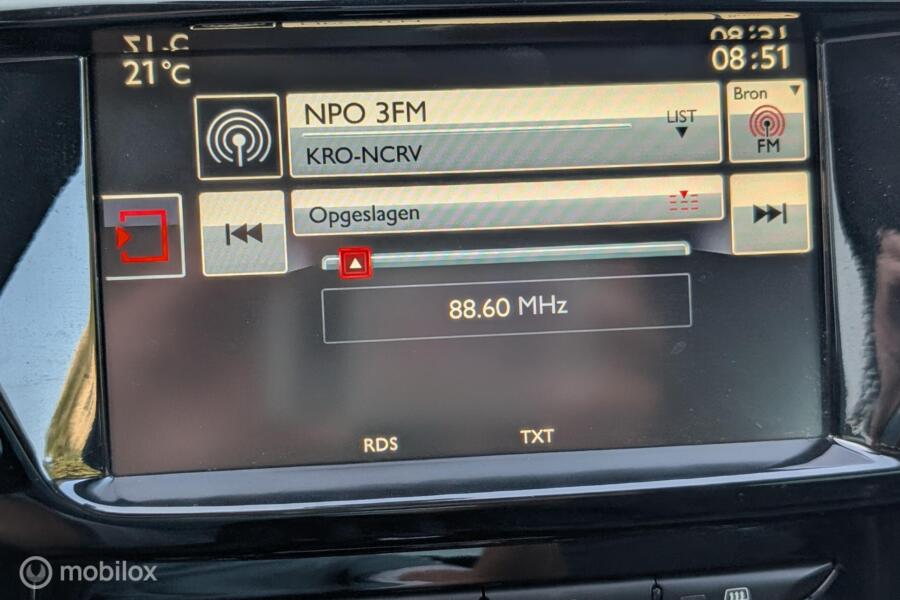 21°C
08:51
NPO 3FM
LIST
KRO-NCRV
Bron
FM
Opgeslagen
88.60 MHz
RDS
TXT
mobilox